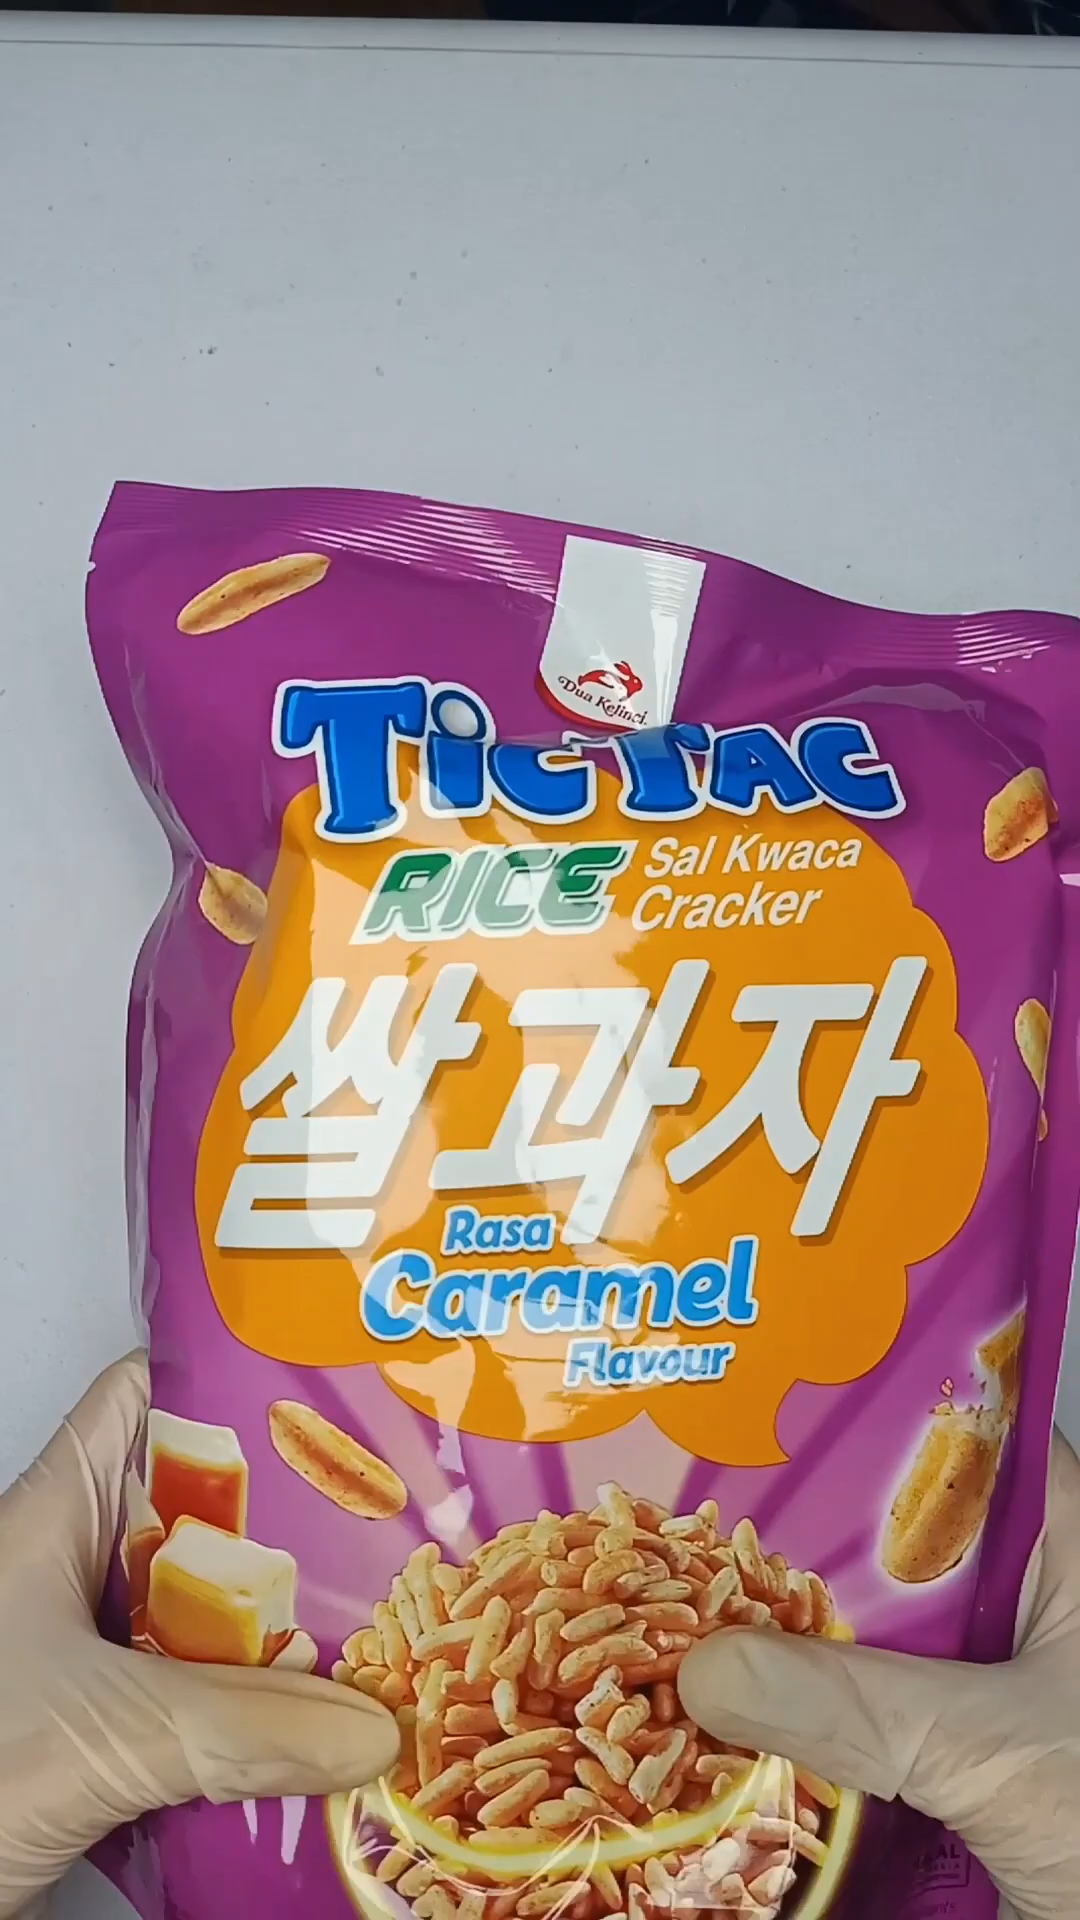 Dua Kelinci
Tic Tac
RICE
Sal Kwaca
Cracker
쌀과자
Rasa
Caramel
Flavour